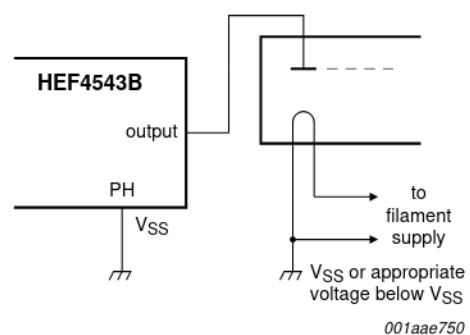 HEF4543B
output
PH
VSS
to
filament
supply
VSS or appropriate
voltage below VSS
001aae750